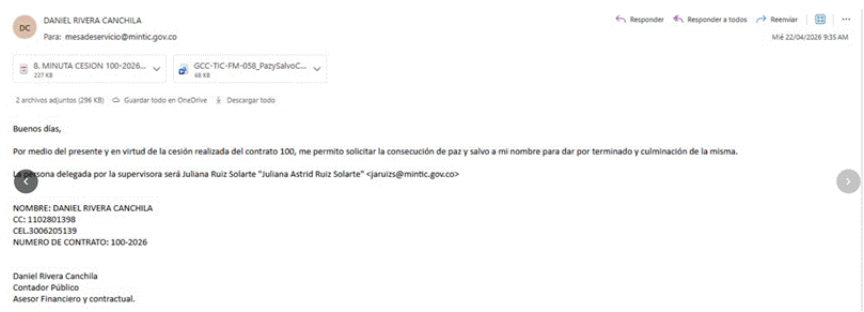 DC
DANIEL RIVERA CANCHILA
Para: mesadeservicio@mintic.gov.co
Responder Responder a todos Reenviar
Mié 22/04/2026 9:35 AM
8. MINUTA CESION 100-2026...
227 KB
GCC-TIC-FM-058_PazySalvoC...
68 KB
2 archivos adjuntos (296 KB) Guardar todo en OneDrive Descargar todo
Buenos días,
Por medio del presente y en virtud de la cesión realizada del contrato 100, me permito solicitar la consecución de paz y salvo a mi nombre para dar por terminado y culminación de la misma.
La persona delegada por la supervisora será Juliana Ruiz Solarte "Juliana Astrid Ruiz Solarte" <jaruizs@mintic.gov.co>
NOMBRE: DANIEL RIVERA CANCHILA
CC: 1102801398
CEL.3006205139
NUMERO DE CONTRATO: 100-2026
Daniel Rivera Canchila
Contador Público
Asesor Financiero y contractual.